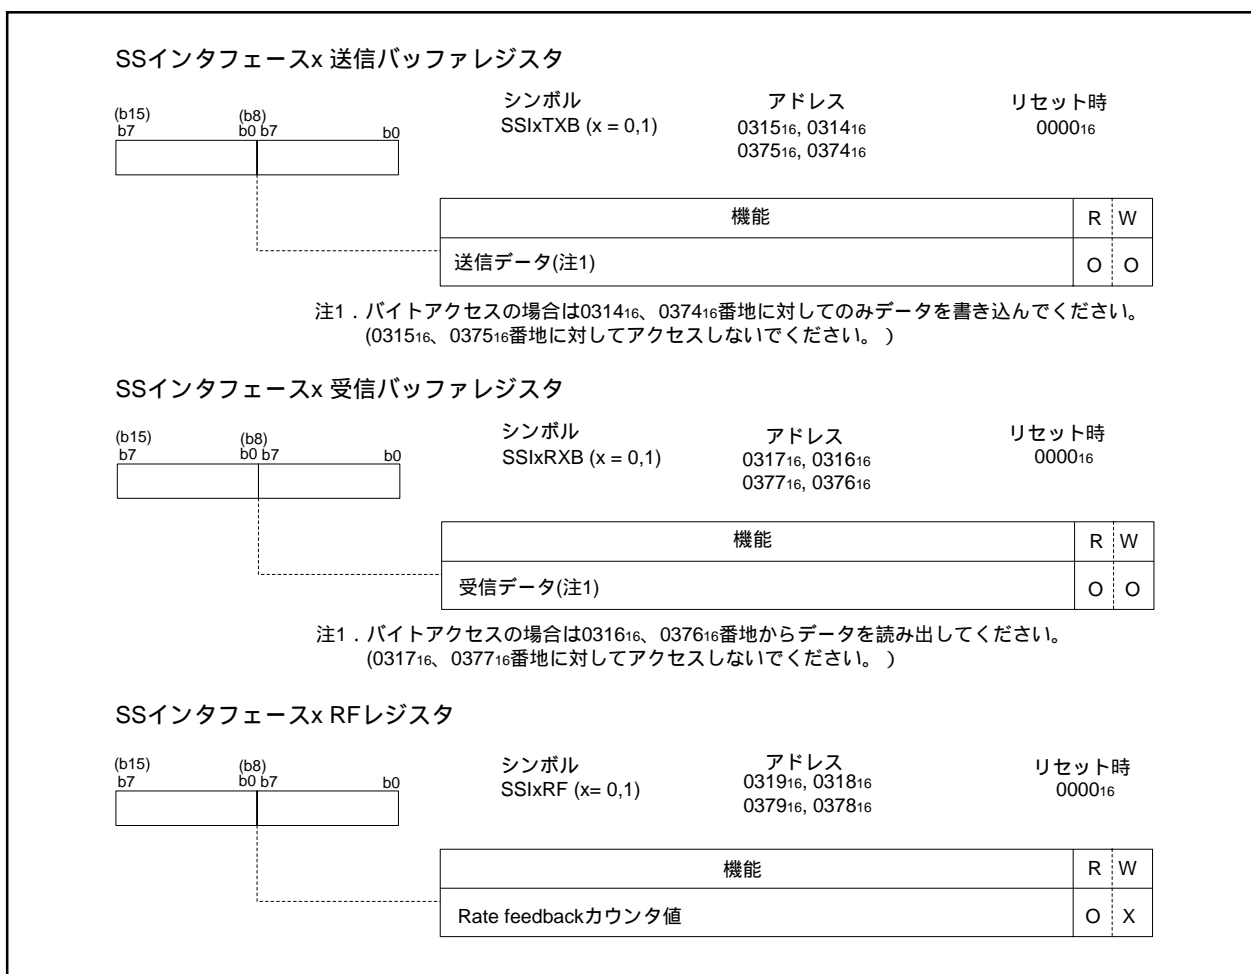 SSインタフェースx 送信バッファレジスタ
シンボル アドレス リセット時
(b15) (b8)
b7 b0 b7 b0
SSIxTXB (x = 0,1) 031516, 031416 000016
037516, 037416
機能 R W
送信データ(注1) O O
注1．バイトアクセスの場合は031416、037416番地に対してのみデータを書き込んでください。
(031516、037516番地に対してアクセスしないでください。)
SSインタフェースx 受信バッファレジスタ
シンボル アドレス リセット時
(b15) (b8)
b7 b0 b7 b0
SSIxRXB (x = 0,1) 031716, 031616 000016
037716, 037616
機能 R W
受信データ(注1) O O
注1．バイトアクセスの場合は031616、037616番地からデータを読み出してください。
(031716、037716番地に対してアクセスしないでください。)
SSインタフェースx RFレジスタ
シンボル アドレス リセット時
(b15) (b8)
b7 b0 b7 b0
SSIxRF (x= 0,1) 031916, 031816 000016
037916, 037816
機能 R W
Rate feedbackカウンタ値 O X